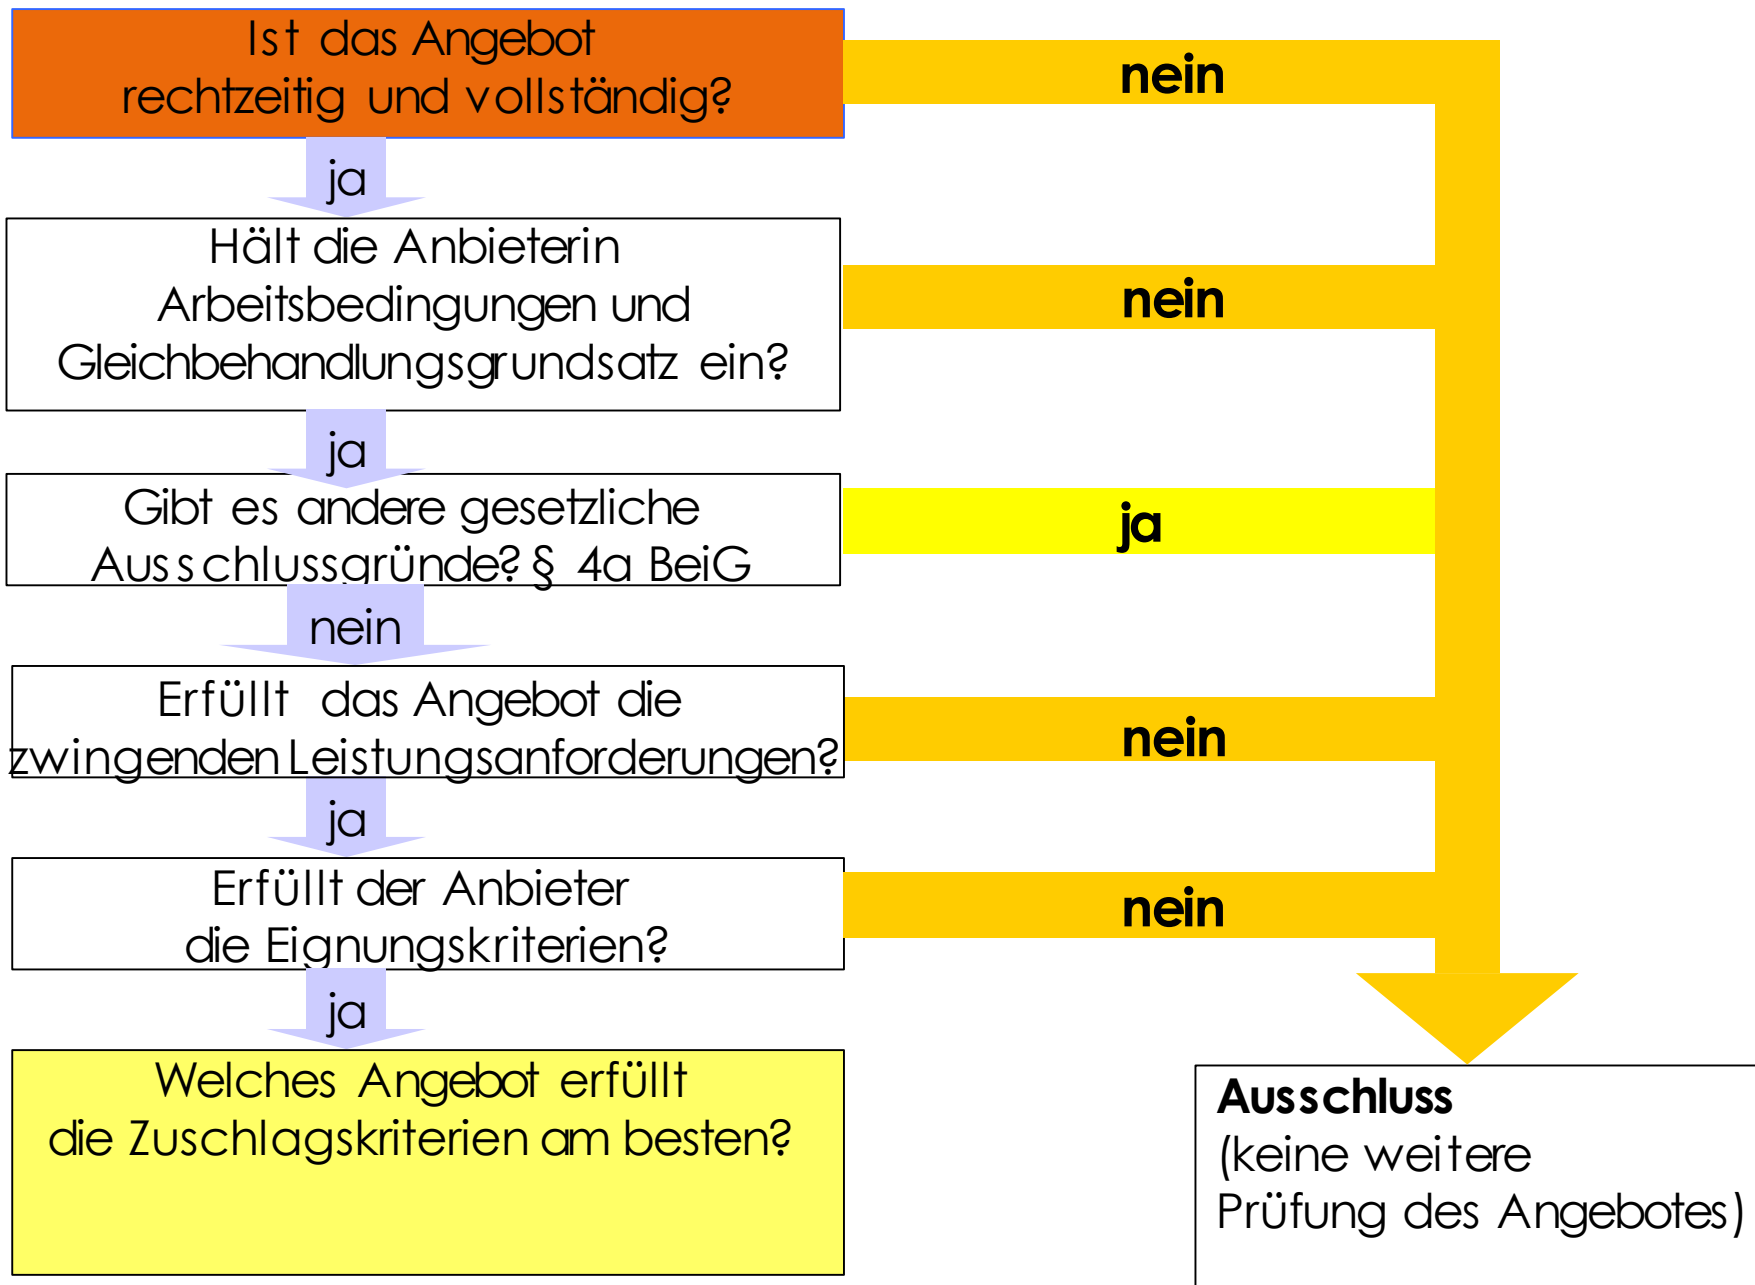 Ist das Angebot
rechtzeitig und vollständig?
nein
ja
Hält die Anbieterin
Arbeitsbedingungen und
Gleichbehandlungsgrundsatz ein?
nein
ja
Gibt es andere gesetzliche
Ausschlussgründe? § 4a BeiG
ja
nein
Erfüllt das Angebot die
zwingenden Leistungsanforderungen?
nein
ja
Erfüllt der Anbieter
die Eignungskriterien?
nein
ja
Welches Angebot erfüllt
die Zuschlagskriterien am besten?
Ausschluss
(keine weitere
Prüfung des Angebotes)